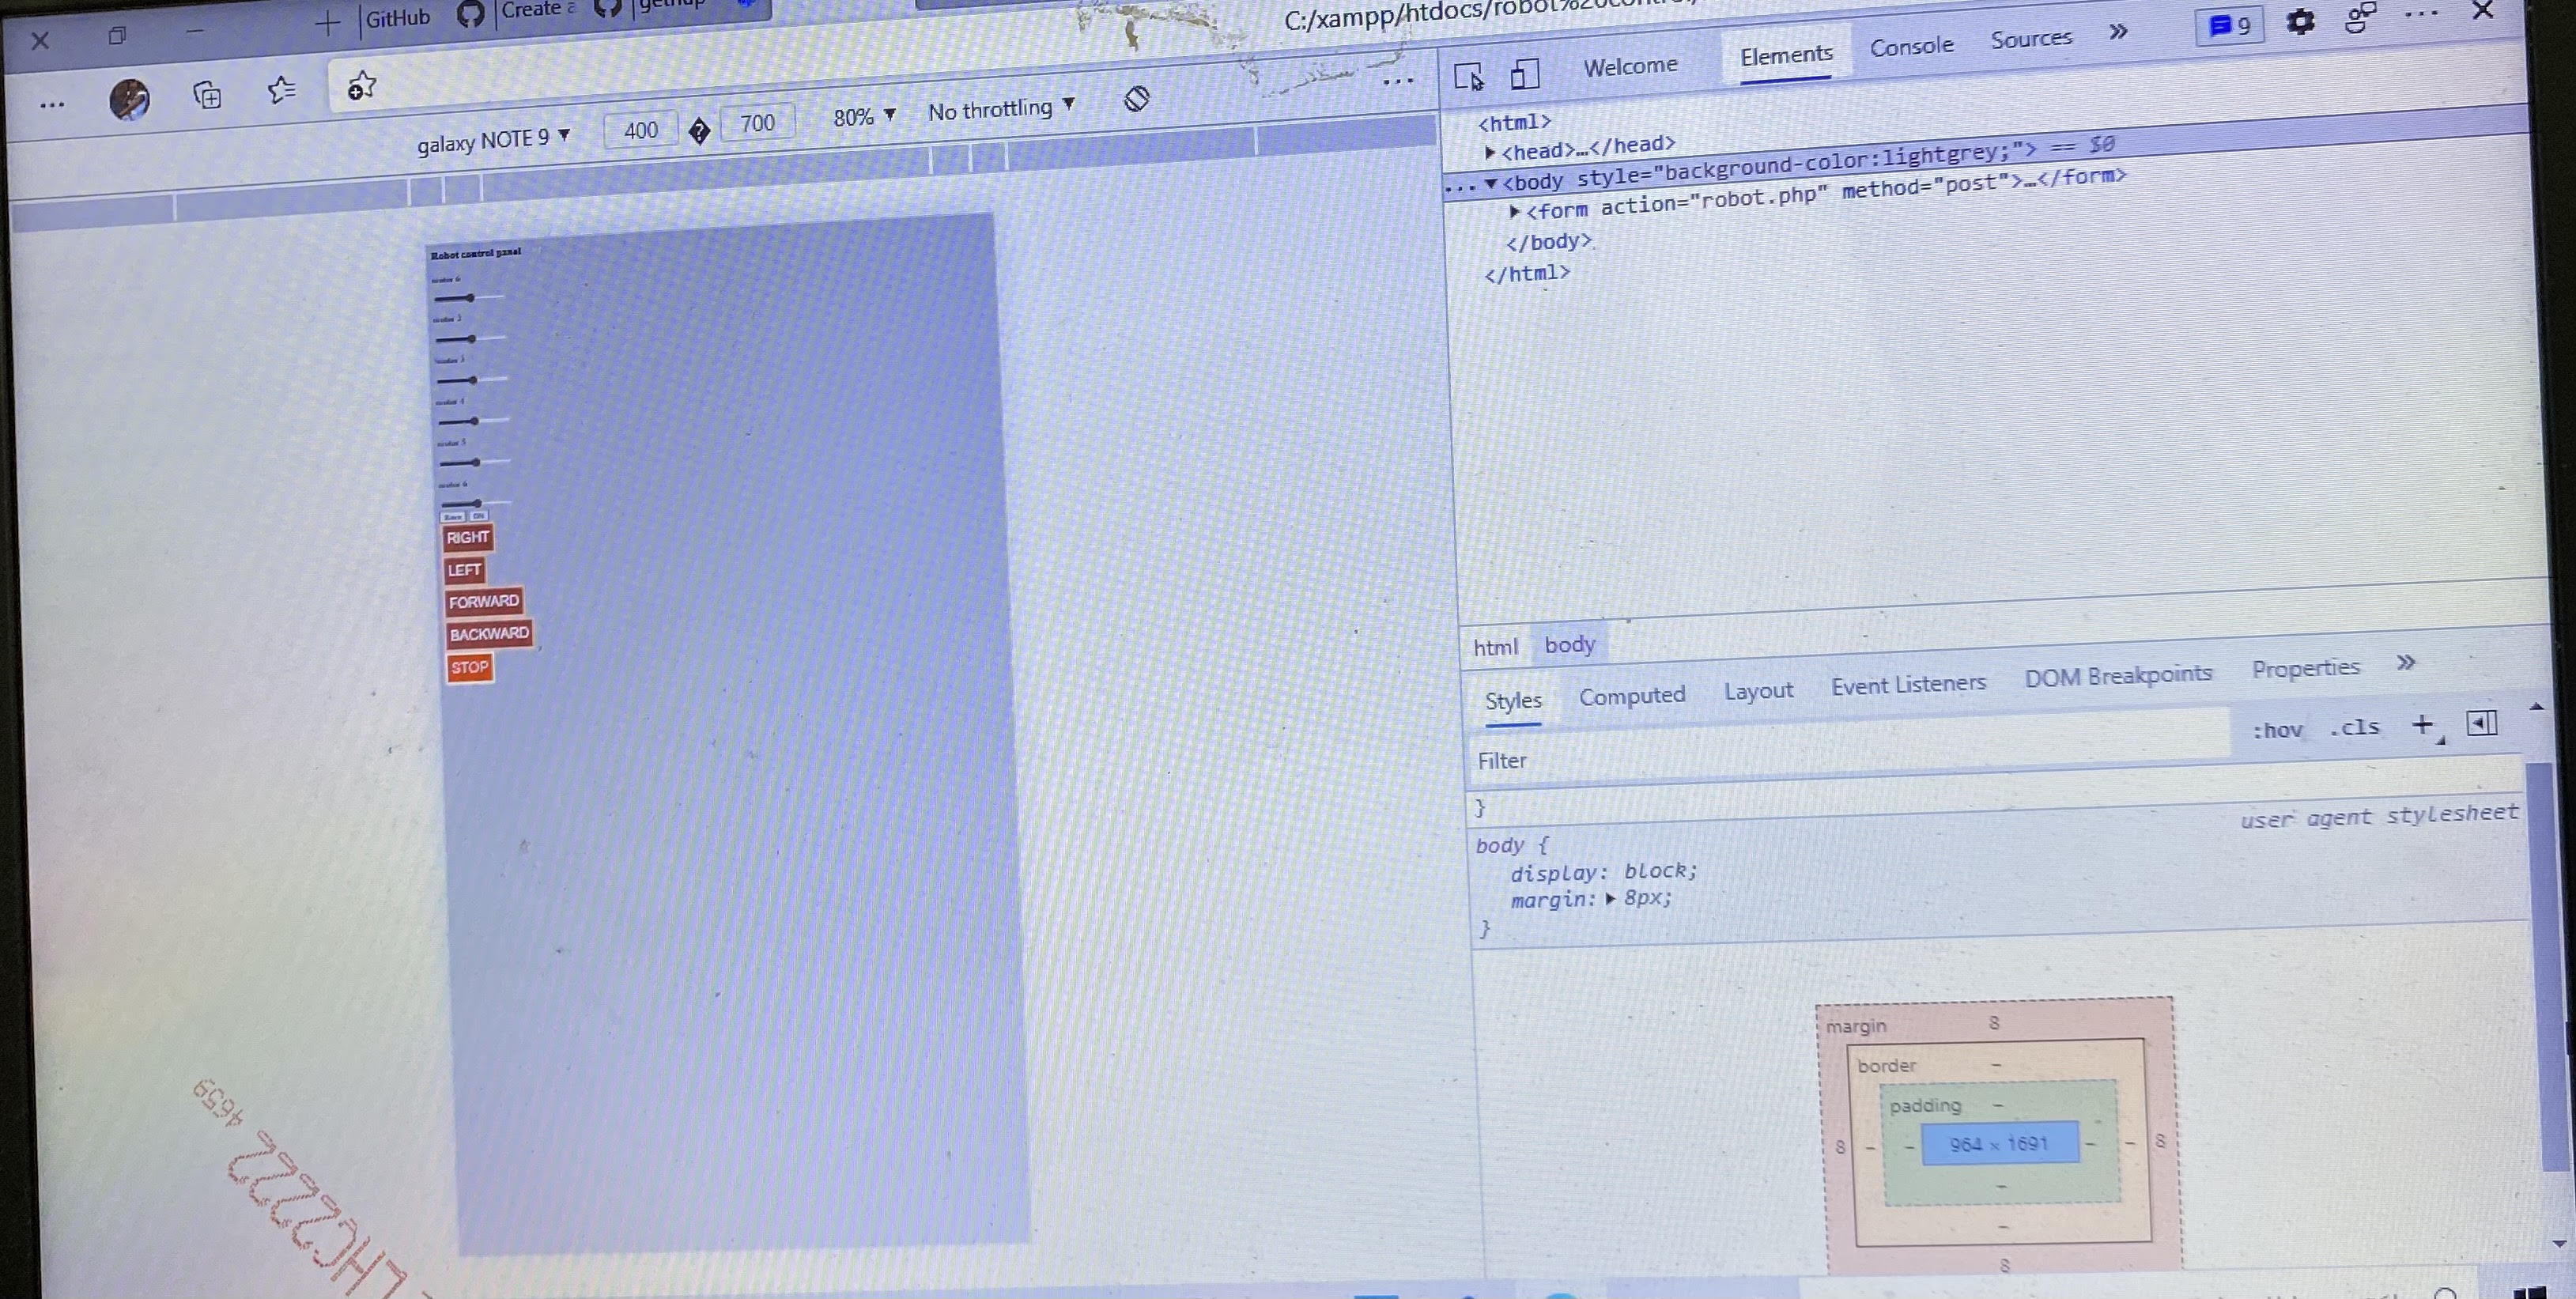 GitHub
Create a
C:/xampp/htdocs/robot%20
galaxy NOTE 9 ▼ 400 700 80% ▼ No throttling ▼
Welcome Elements Console Sources » 9
<html>
▶<head>…</head>
...▼<body style="background-color:lightgrey;"> == $0
▶<form action="robot.php" method="post">…</form>
</body>
</html>
Robot control panel
RIGHT
LEFT
FORWARD
BACKWARD
STOP
html body
Styles Computed Layout Event Listeners DOM Breakpoints Properties »
Filter :hov .cls +
}
body { user agent stylesheet
display: block;
margin: ▶ 8px;
}
margin 8
border –
padding –
8 – – 964 × 1691 – – 8
–
–
8
4659